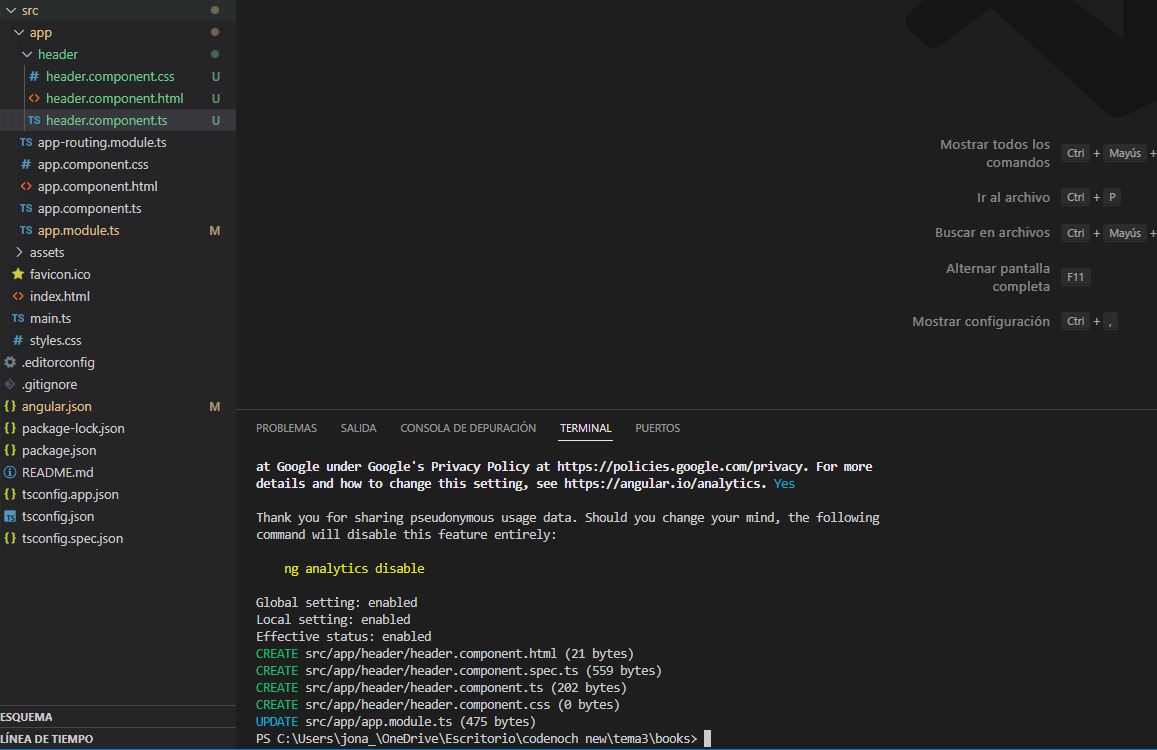 src
app
header
# header.component.css U
<> header.component.html U
TS header.component.ts U
TS app-routing.module.ts
# app.component.css
<> app.component.html
TS app.component.ts
TS app.module.ts M
assets
favicon.ico
<> index.html
TS main.ts
# styles.css
.editorconfig
.gitignore
{} angular.json M
{} package-lock.json
{} package.json
README.md
{} tsconfig.app.json
TS tsconfig.json
{} tsconfig.spec.json
ESQUEMA
LÍNEA DE TIEMPO
Mostrar todos los
comandos Ctrl + Mayús +
Ir al archivo Ctrl + P
Buscar en archivos Ctrl + Mayús +
Alternar pantalla
completa F11
Mostrar configuración Ctrl + ,
PROBLEMAS SALIDA CONSOLA DE DEPURACIÓN TERMINAL PUERTOS
at Google under Google's Privacy Policy at https://policies.google.com/privacy. For more
details and how to change this setting, see https://angular.io/analytics. Yes
Thank you for sharing pseudonymous usage data. Should you change your mind, the following
command will disable this feature entirely:
ng analytics disable
Global setting: enabled
Local setting: enabled
Effective status: enabled
CREATE src/app/header/header.component.html (21 bytes)
CREATE src/app/header/header.component.spec.ts (559 bytes)
CREATE src/app/header/header.component.ts (202 bytes)
CREATE src/app/header/header.component.css (0 bytes)
UPDATE src/app/app.module.ts (475 bytes)
PS C:\Users\jona_\OneDrive\Escritorio\codenoch new\tema3\books>